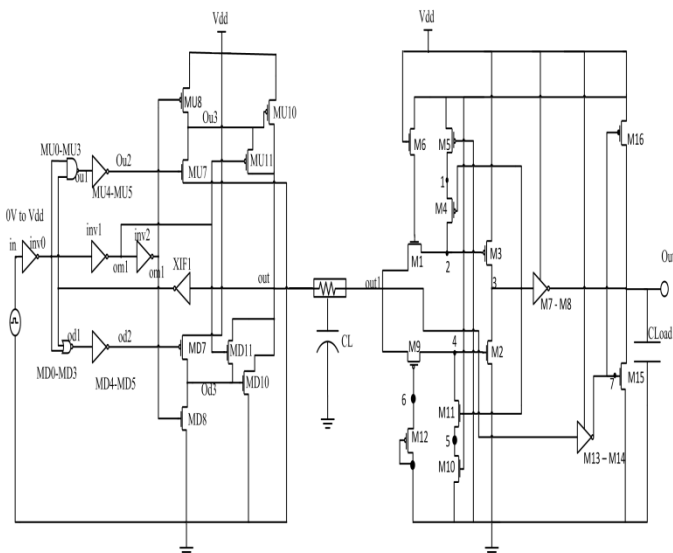 Vdd
Vdd
MU8
Ou3
MU10
MU0-MU3
Ou2
MU11
ou1
MU7
MU4-MU5
0V to Vdd
in
inv0
inv1
inv2
om1
om1
XIF1
out
od1
od2
MD7
MD11
MD0-MD3
MD4-MD5
Od3
MD10
MD8
CL
M6
M5
M16
1
M4
M1
2
M3
Out
out1
3
M7 - M8
M9
4
M2
CLoad
7
M15
6
M11
M12
5
M10
M13 – M14